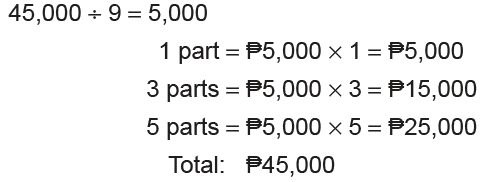 45,000 ÷ 9 = 5,000
1 part = ₱5,000 × 1 = ₱5,000
3 parts = ₱5,000 × 3 = ₱15,000
5 parts = ₱5,000 × 5 = ₱25,000
Total: ₱45,000